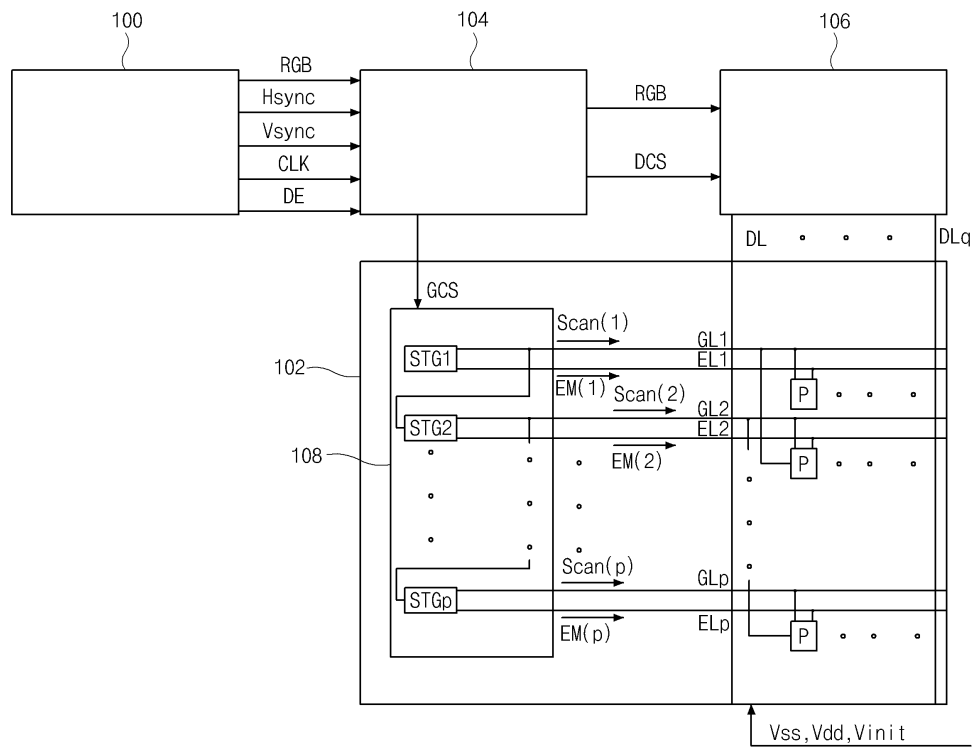 100
104
106
RGB
Hsync
Vsync
CLK
DE
RGB
DCS
DL
DLq
GCS
Scan(1)
GL1
STG1
EL1
102
EM(1)
Scan(2)
P
GL2
STG2
EL2
108
EM(2)
P
Scan(p)
GLp
STGp
ELp
EM(p)
P
Vss,Vdd,Vinit